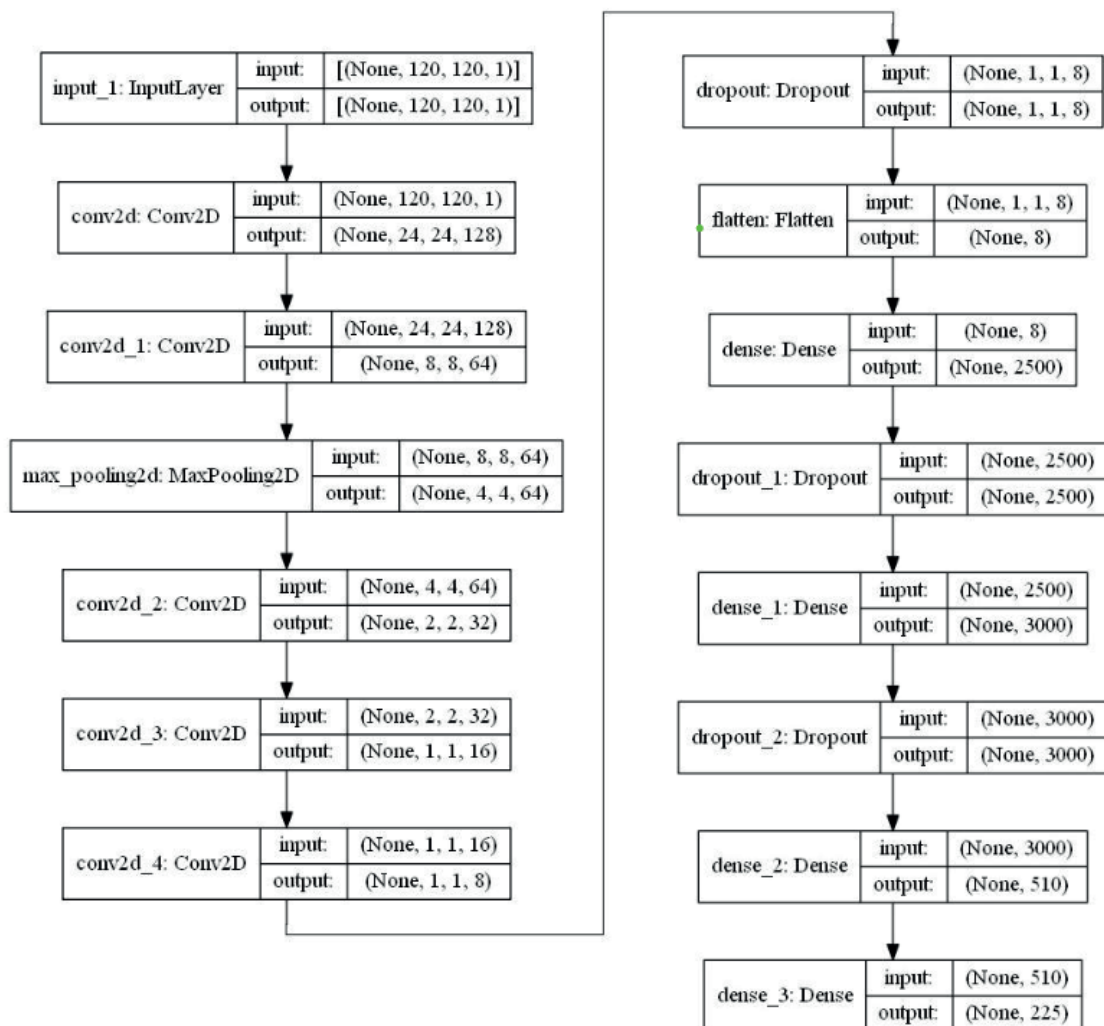 input_1: InputLayer
input: [(None, 120, 120, 1)]
output: [(None, 120, 120, 1)]
conv2d: Conv2D
input: (None, 120, 120, 1)
output: (None, 24, 24, 128)
conv2d_1: Conv2D
input: (None, 24, 24, 128)
output: (None, 8, 8, 64)
max_pooling2d: MaxPooling2D
input: (None, 8, 8, 64)
output: (None, 4, 4, 64)
conv2d_2: Conv2D
input: (None, 4, 4, 64)
output: (None, 2, 2, 32)
conv2d_3: Conv2D
input: (None, 2, 2, 32)
output: (None, 1, 1, 16)
conv2d_4: Conv2D
input: (None, 1, 1, 16)
output: (None, 1, 1, 8)
dropout: Dropout
input: (None, 1, 1, 8)
output: (None, 1, 1, 8)
flatten: Flatten
input: (None, 1, 1, 8)
output: (None, 8)
dense: Dense
input: (None, 8)
output: (None, 2500)
dropout_1: Dropout
input: (None, 2500)
output: (None, 2500)
dense_1: Dense
input: (None, 2500)
output: (None, 3000)
dropout_2: Dropout
input: (None, 3000)
output: (None, 3000)
dense_2: Dense
input: (None, 3000)
output: (None, 510)
dense_3: Dense
input: (None, 510)
output: (None, 225)